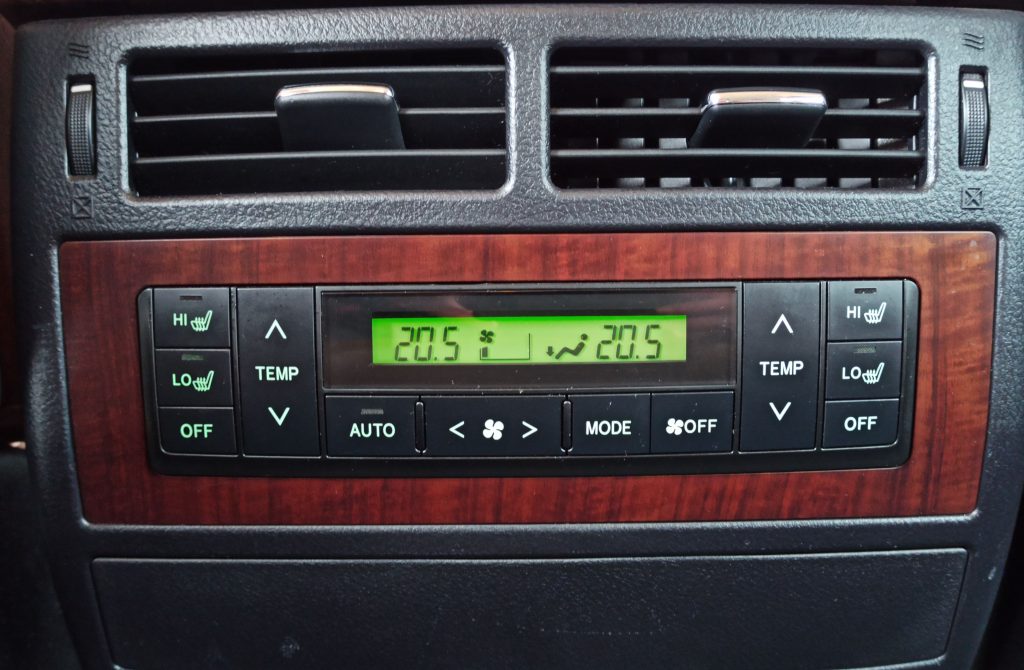 20.5 20.5
HI
LO
OFF
TEMP
AUTO
< >
MODE
OFF
TEMP
HI
LO
OFF